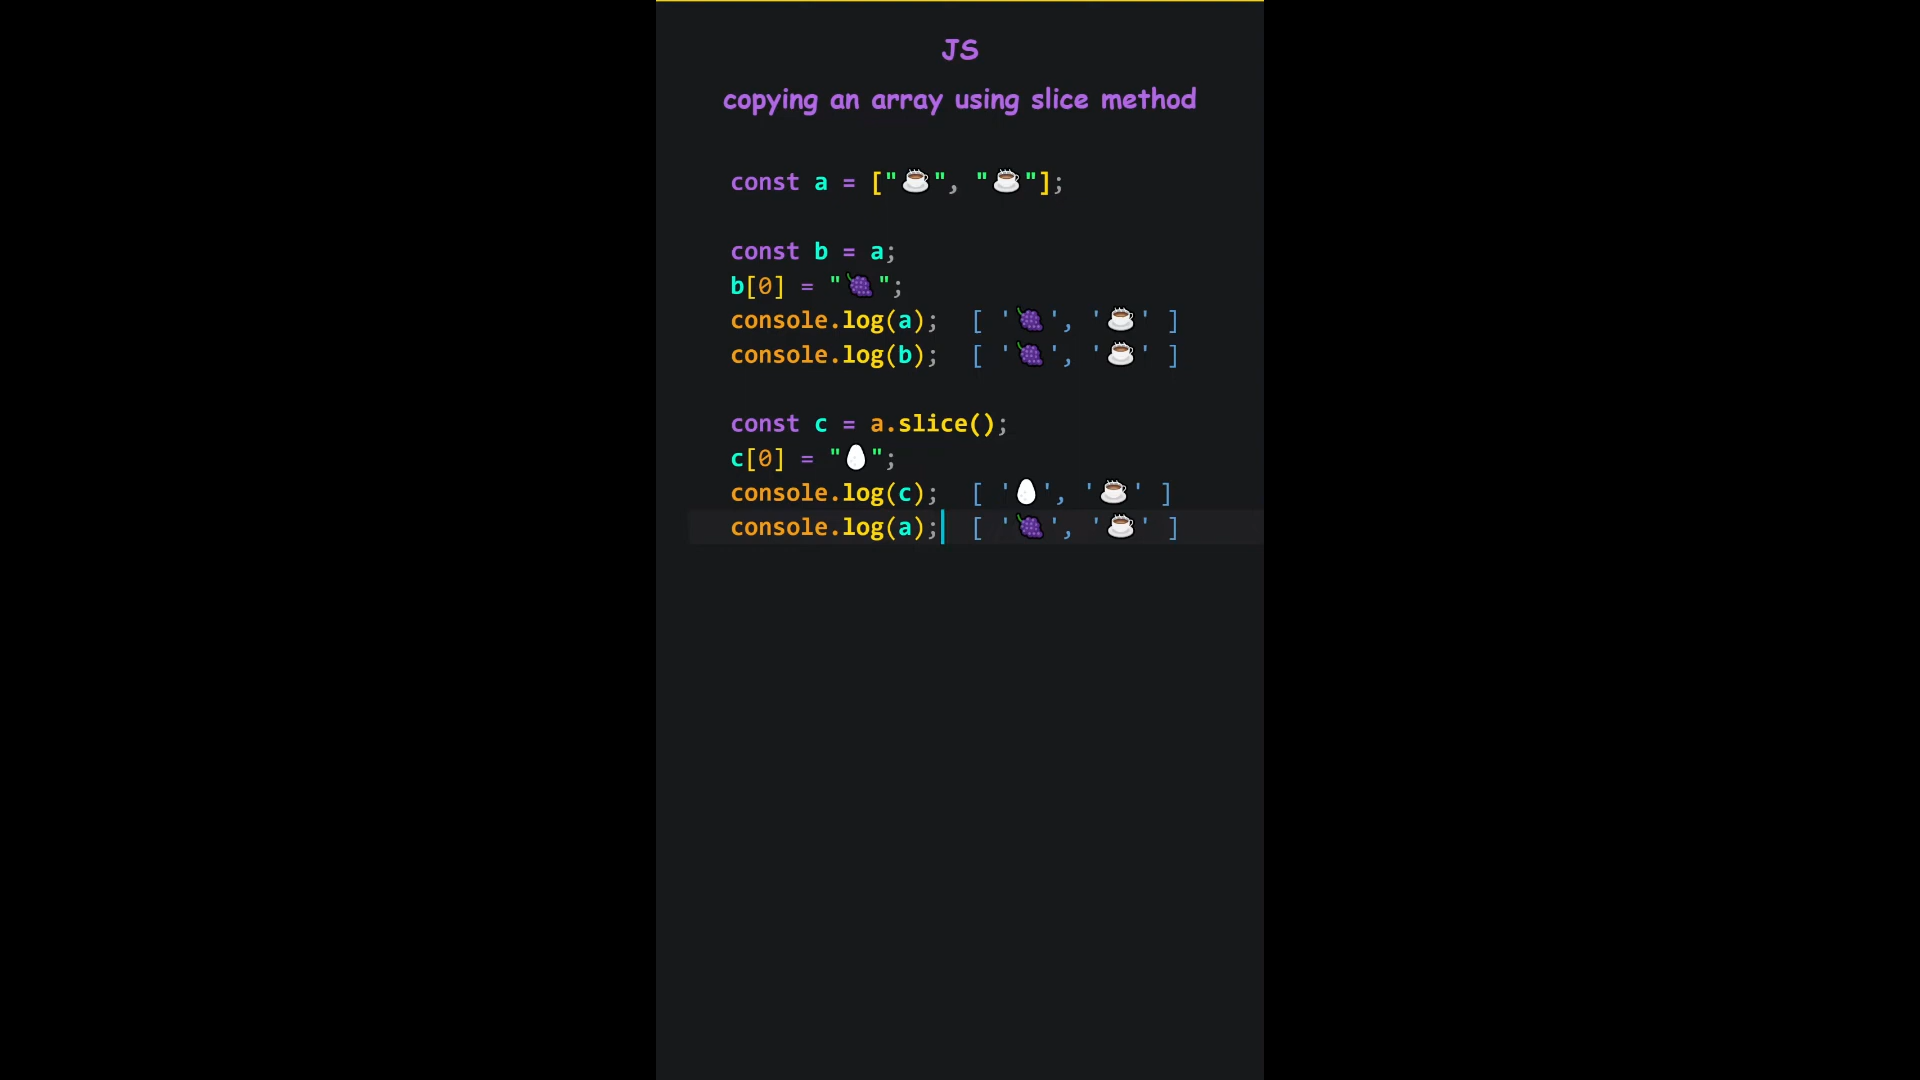 JS
copying an array using slice method
const a = ["☕", "☕"];
const b = a;
b[0] = "🍇";
console.log(a); [ '🍇', '☕' ]
console.log(b); [ '🍇', '☕' ]
const c = a.slice();
c[0] = "🥚";
console.log(c); [ '🥚', '☕' ]
console.log(a); [ '🍇', '☕' ]